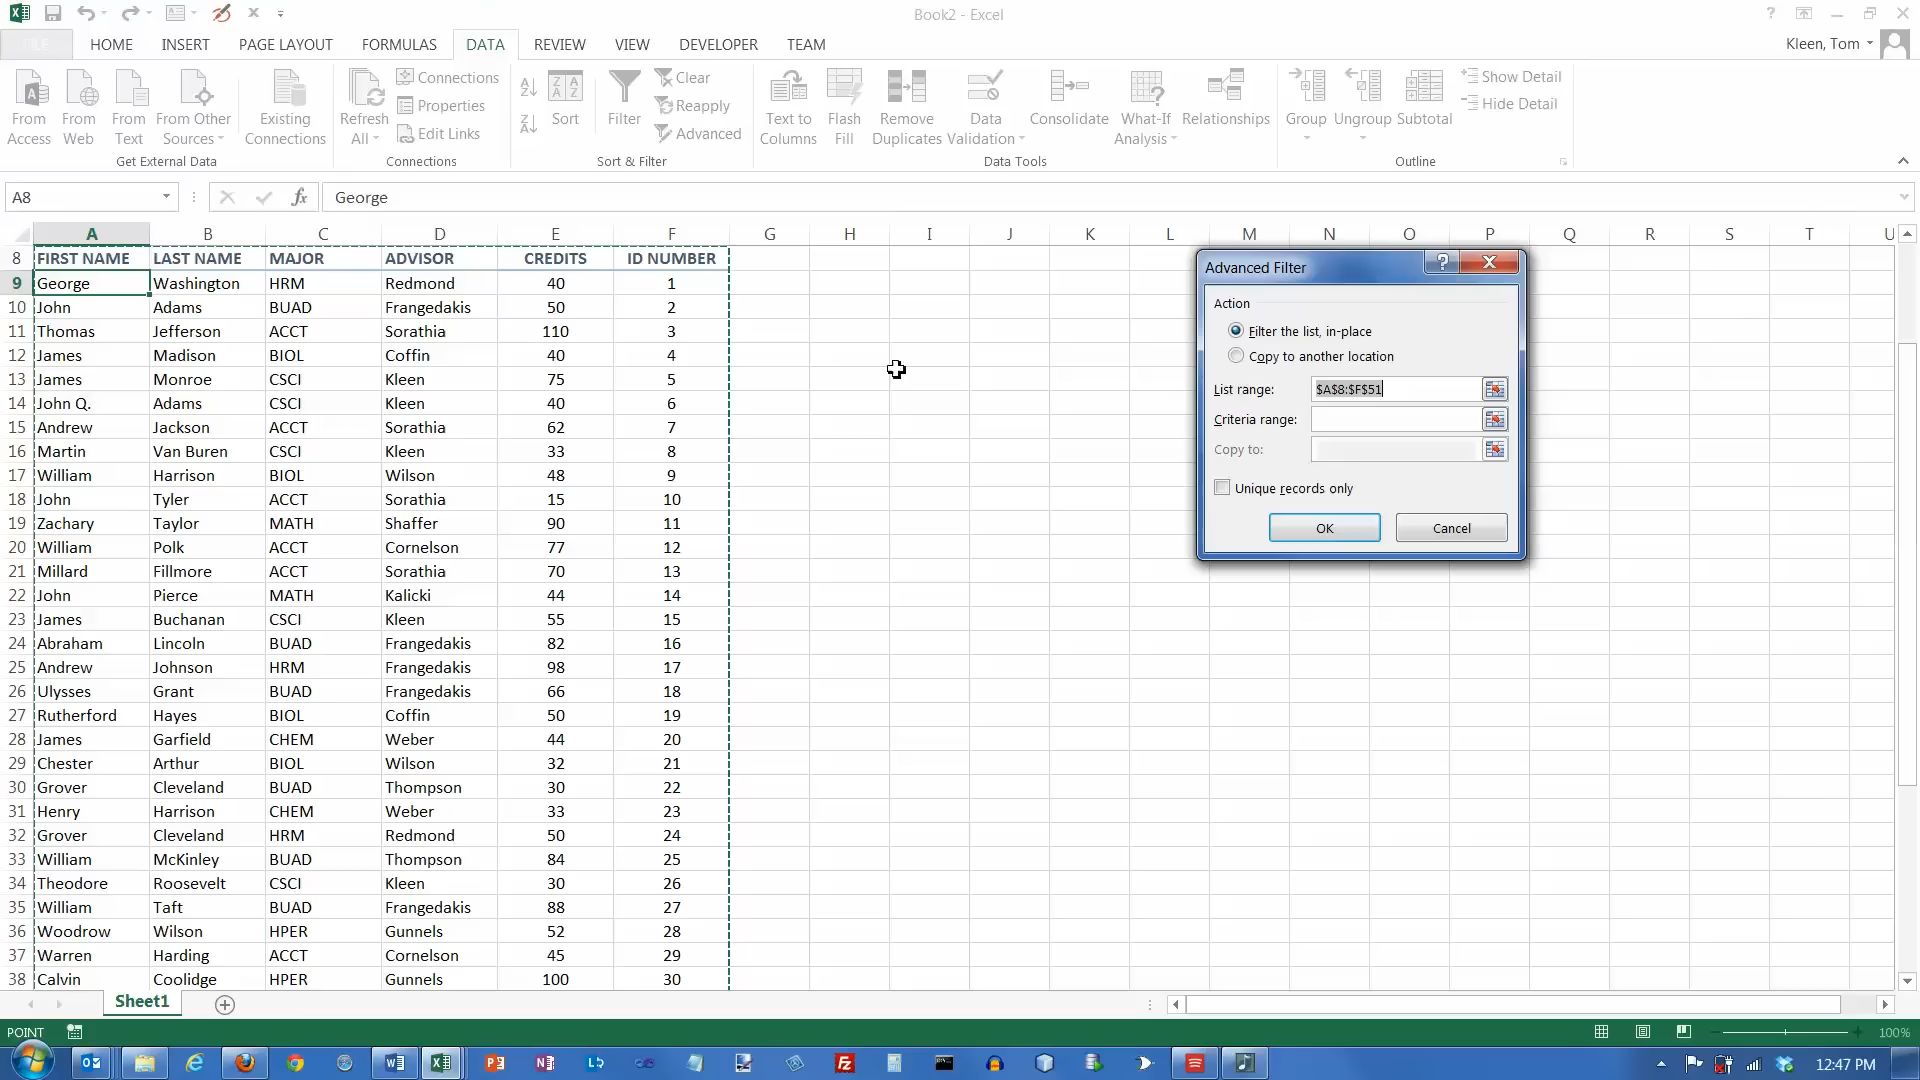 Book2 - Excel
FILE HOME INSERT PAGE LAYOUT FORMULAS DATA REVIEW VIEW DEVELOPER TEAM Kleen, Tom
From Access
From Web
From Text
From Other Sources
Existing Connections
Get External Data
Refresh All
Connections
Properties
Edit Links
Connections
Sort
Filter
Clear
Reapply
Advanced
Sort & Filter
Text to Columns
Flash Fill
Remove Duplicates
Data Validation
Consolidate
What-If Analysis
Relationships
Data Tools
Group
Ungroup
Subtotal
Show Detail
Hide Detail
Outline
A8 fx George
A B C D E F G H I J K L M N O P Q R S T U
8 FIRST NAME LAST NAME MAJOR ADVISOR CREDITS ID NUMBER
9 George Washington HRM Redmond 40 1
10 John Adams BUAD Frangedakis 50 2
11 Thomas Jefferson ACCT Sorathia 110 3
12 James Madison BIOL Coffin 40 4
13 James Monroe CSCI Kleen 75 5
14 John Q. Adams CSCI Kleen 40 6
15 Andrew Jackson ACCT Sorathia 62 7
16 Martin Van Buren CSCI Kleen 33 8
17 William Harrison BIOL Wilson 48 9
18 John Tyler ACCT Sorathia 15 10
19 Zachary Taylor MATH Shaffer 90 11
20 William Polk ACCT Cornelson 77 12
21 Millard Fillmore ACCT Sorathia 70 13
22 John Pierce MATH Kalicki 44 14
23 James Buchanan CSCI Kleen 55 15
24 Abraham Lincoln BUAD Frangedakis 82 16
25 Andrew Johnson HRM Frangedakis 98 17
26 Ulysses Grant BUAD Frangedakis 66 18
27 Rutherford Hayes BIOL Coffin 50 19
28 James Garfield CHEM Weber 44 20
29 Chester Arthur BIOL Wilson 32 21
30 Grover Cleveland BUAD Thompson 30 22
31 Henry Harrison CHEM Weber 33 23
32 Grover Cleveland HRM Redmond 50 24
33 William McKinley BUAD Thompson 84 25
34 Theodore Roosevelt CSCI Kleen 30 26
35 William Taft BUAD Frangedakis 88 27
36 Woodrow Wilson HPER Gunnels 52 28
37 Warren Harding ACCT Cornelson 45 29
38 Calvin Coolidge HPER Gunnels 100 30
Advanced Filter
Action
Filter the list, in-place
Copy to another location
List range: $A$8:$F$51
Criteria range:
Copy to:
Unique records only
OK Cancel
Sheet1
POINT 100%
12:47 PM